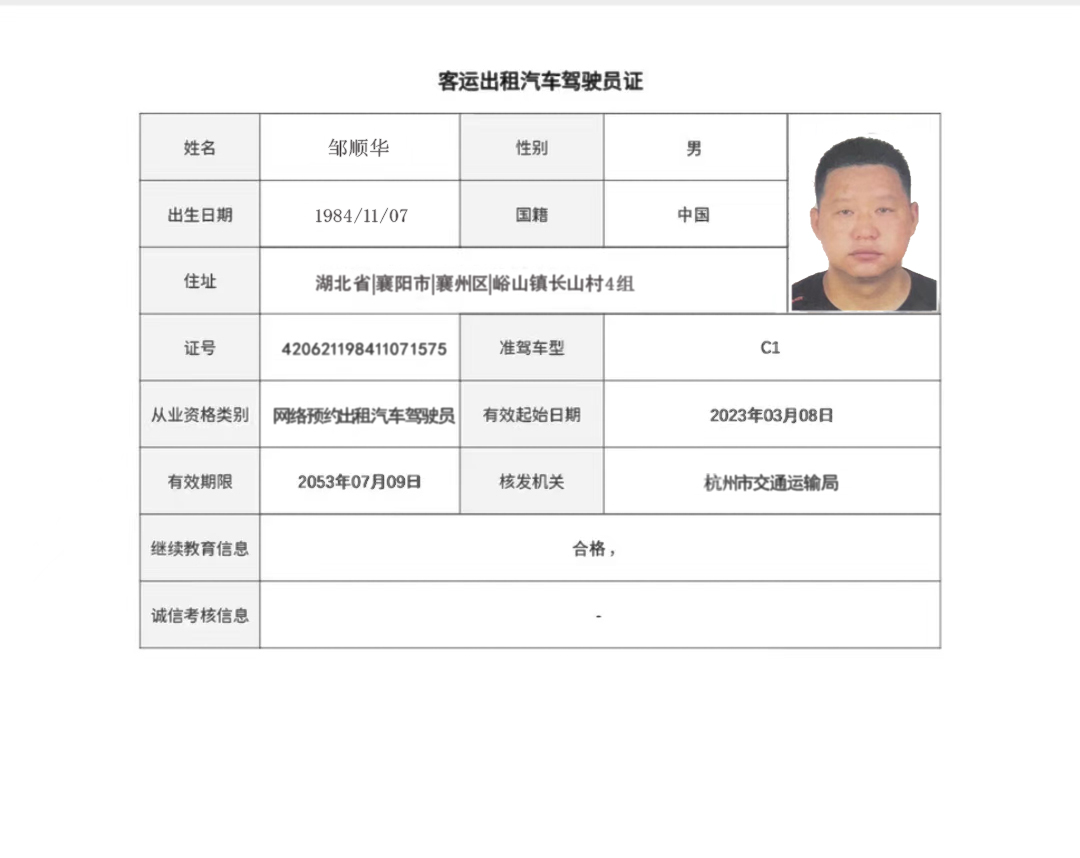 客运出租汽车驾驶员证
姓名 邹顺华 性别 男
出生日期 1984/11/07 国籍 中国
住址 湖北省|襄阳市|襄州区|峪山镇长山村4组
证号 420621198411071575 准驾车型 C1
从业资格类别 网络预约出租汽车驾驶员 有效起始日期 2023年03月08日
有效期限 2053年07月09日 核发机关 杭州市交通运输局
继续教育信息 合格，
诚信考核信息 -